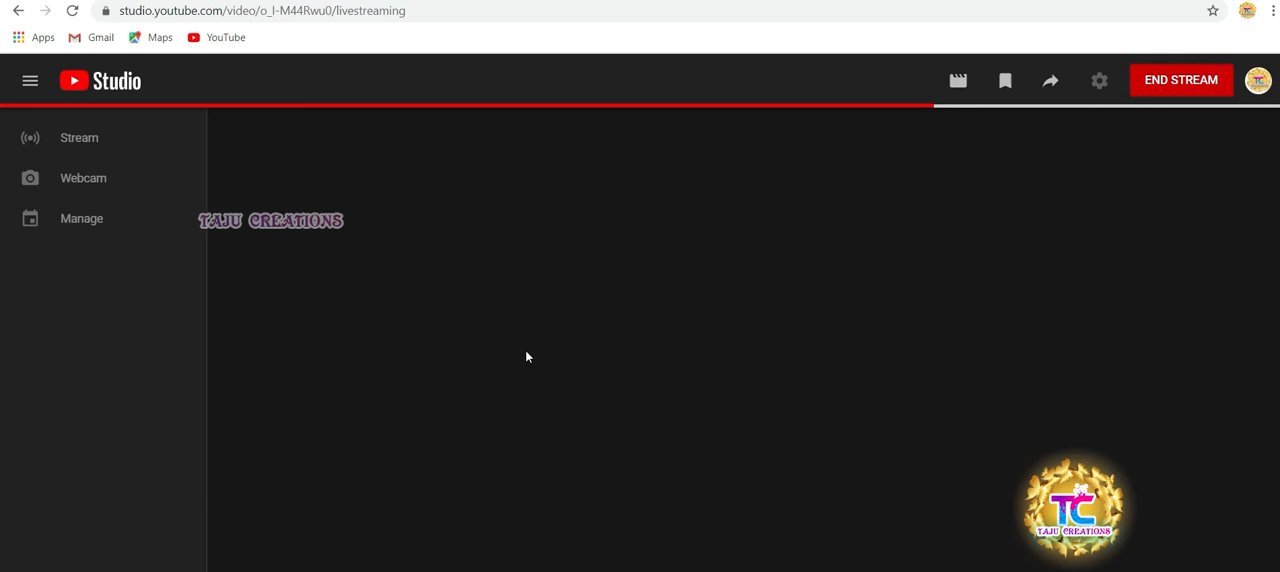 studio.youtube.com/video/o_I-M44Rwu0/livestreaming
Apps Gmail Maps YouTube
Studio
END STREAM
Stream
Webcam
Manage
TAJU CREATIONS
TC
TAJU CREATIONS